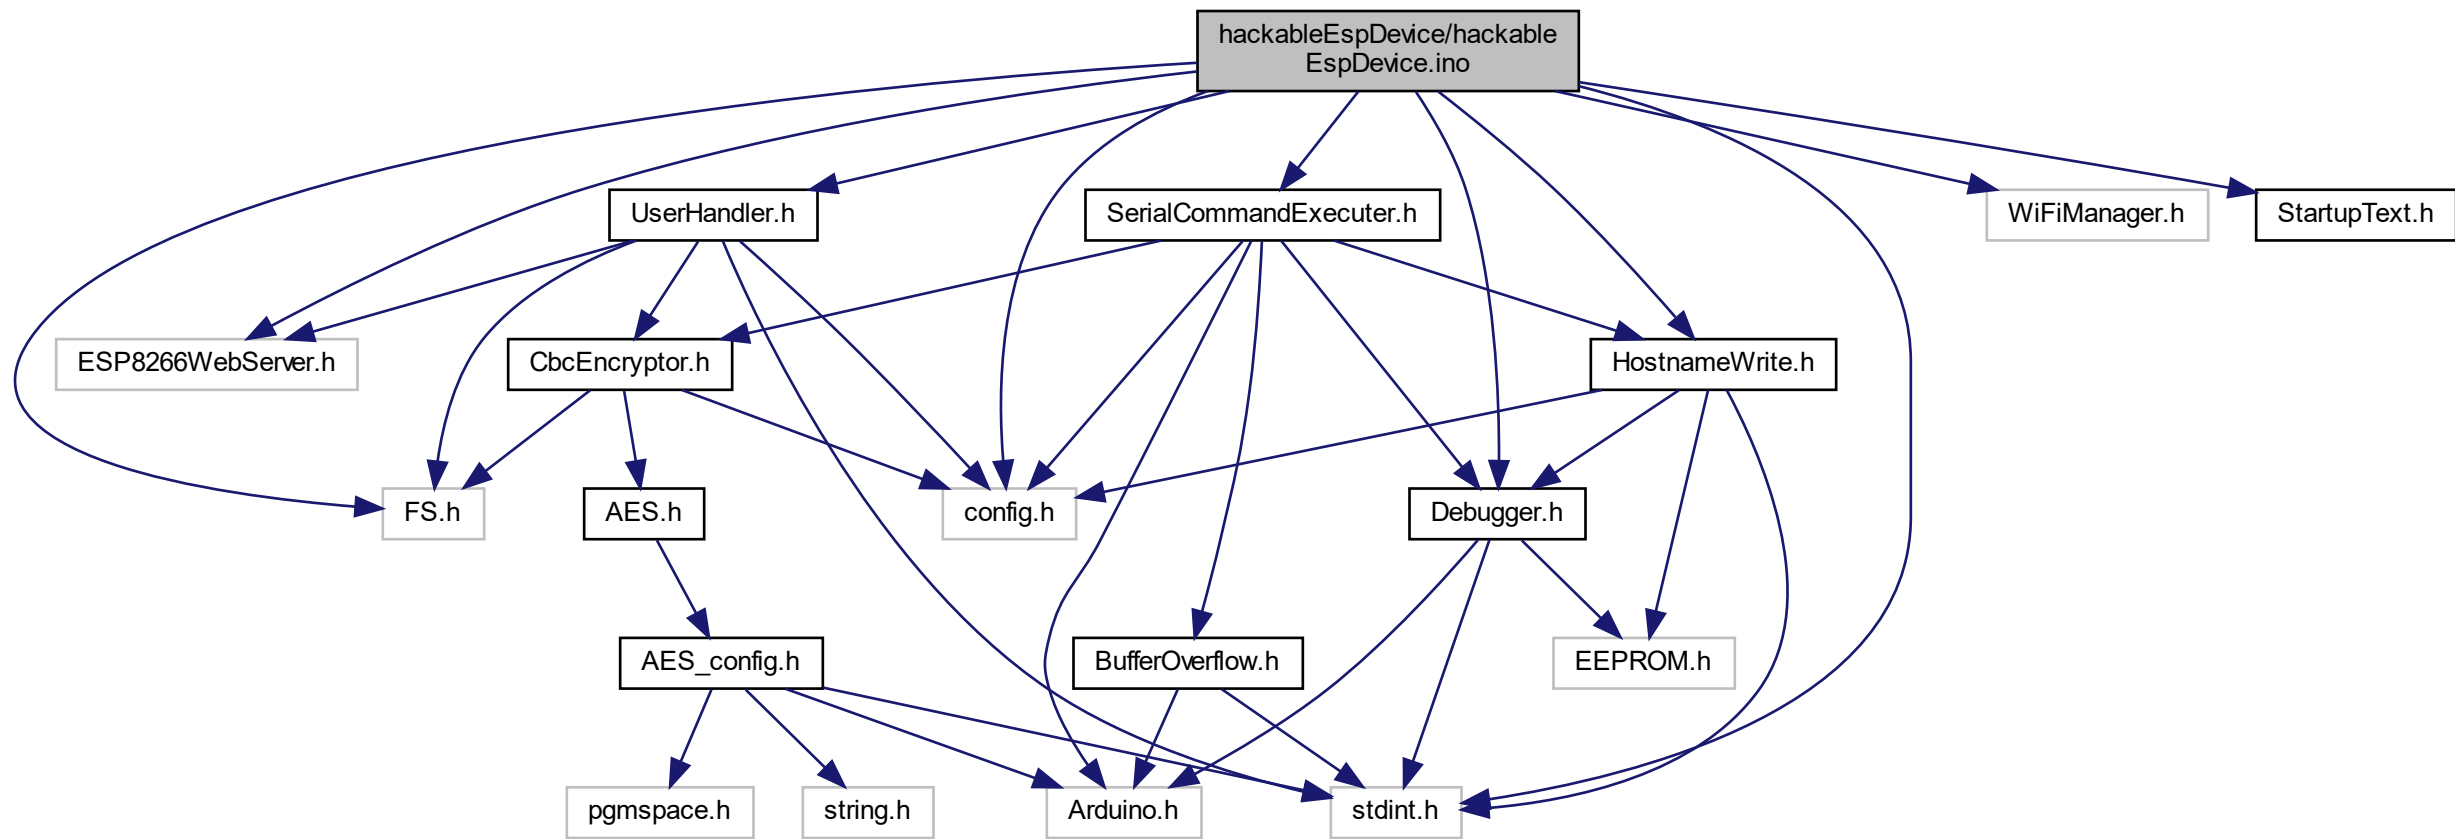 hackableEspDevice/hackable
EspDevice.ino
UserHandler.h
SerialCommandExecuter.h
WiFiManager.h
StartupText.h
ESP8266WebServer.h
CbcEncryptor.h
HostnameWrite.h
FS.h
AES.h
config.h
Debugger.h
AES_config.h
BufferOverflow.h
EEPROM.h
pgmspace.h
string.h
Arduino.h
stdint.h